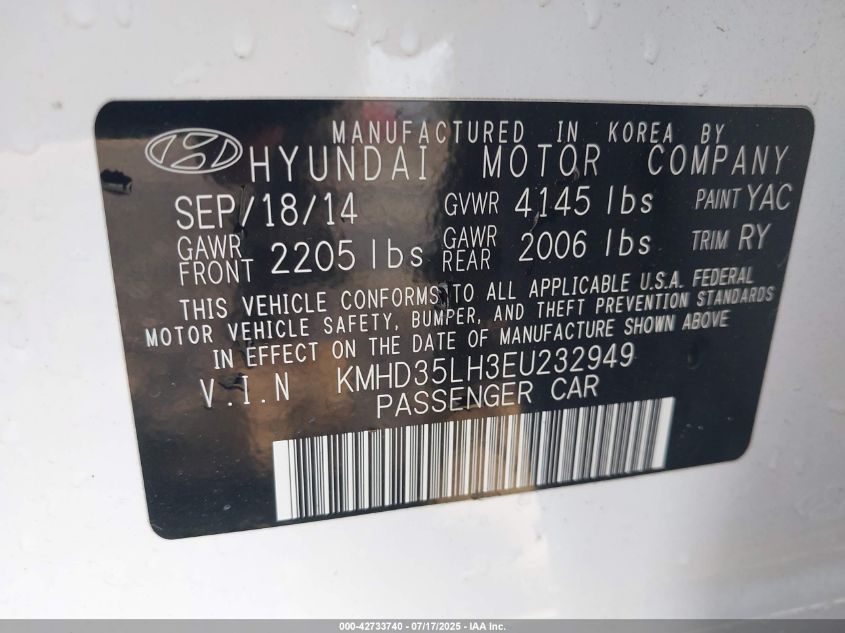 MANUFACTURED IN KOREA BY
HYUNDAI MOTOR COMPANY
SEP/18/14 GVWR 4145 lbs PAINT YAC
GAWR FRONT 2205 lbs GAWR REAR 2006 lbs TRIM RY
THIS VEHICLE CONFORMS TO ALL APPLICABLE U.S.A. FEDERAL
MOTOR VEHICLE SAFETY, BUMPER, AND THEFT PREVENTION STANDARDS
IN EFFECT ON THE DATE OF MANUFACTURE SHOWN ABOVE
V.I.N KMHD35LH3EU232949
PASSENGER CAR
000-42733740 - 07/17/2025 - IAA Inc.